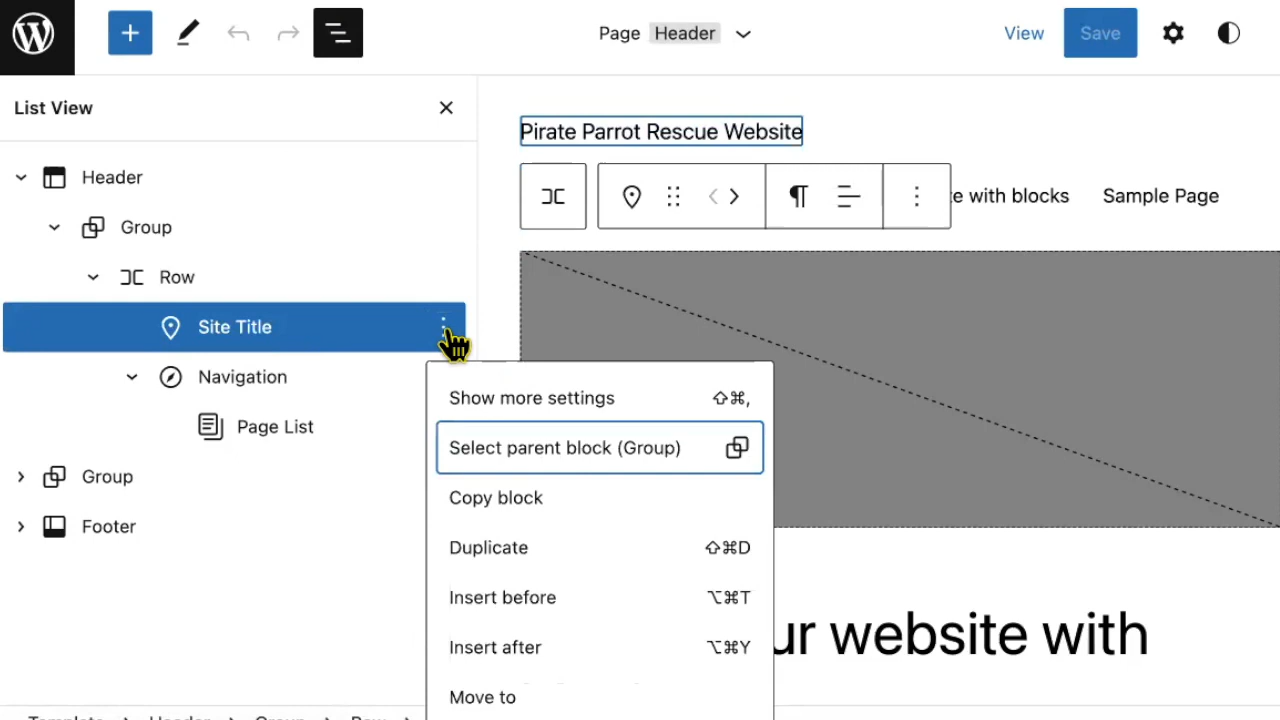 Page Header
View
Save
List View
Pirate Parrot Rescue Website
Header
Group
Row
Site Title
Navigation
Page List
Group
Footer
e with blocks
Sample Page
Show more settings ⇧⌘,
Select parent block (Group)
Copy block
Duplicate ⇧⌘D
Insert before ⌥⌘T
Insert after ⌥⌘Y
Move to
ur website with